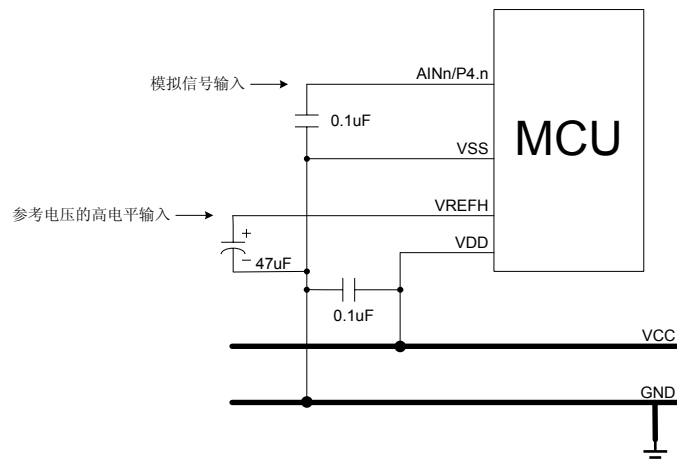 AINn/P4.n
模拟信号输入
0.1uF
MCU
VSS
VREFH
参考电压的高电平输入
+
VDD
−
47uF
0.1uF
VCC
GND